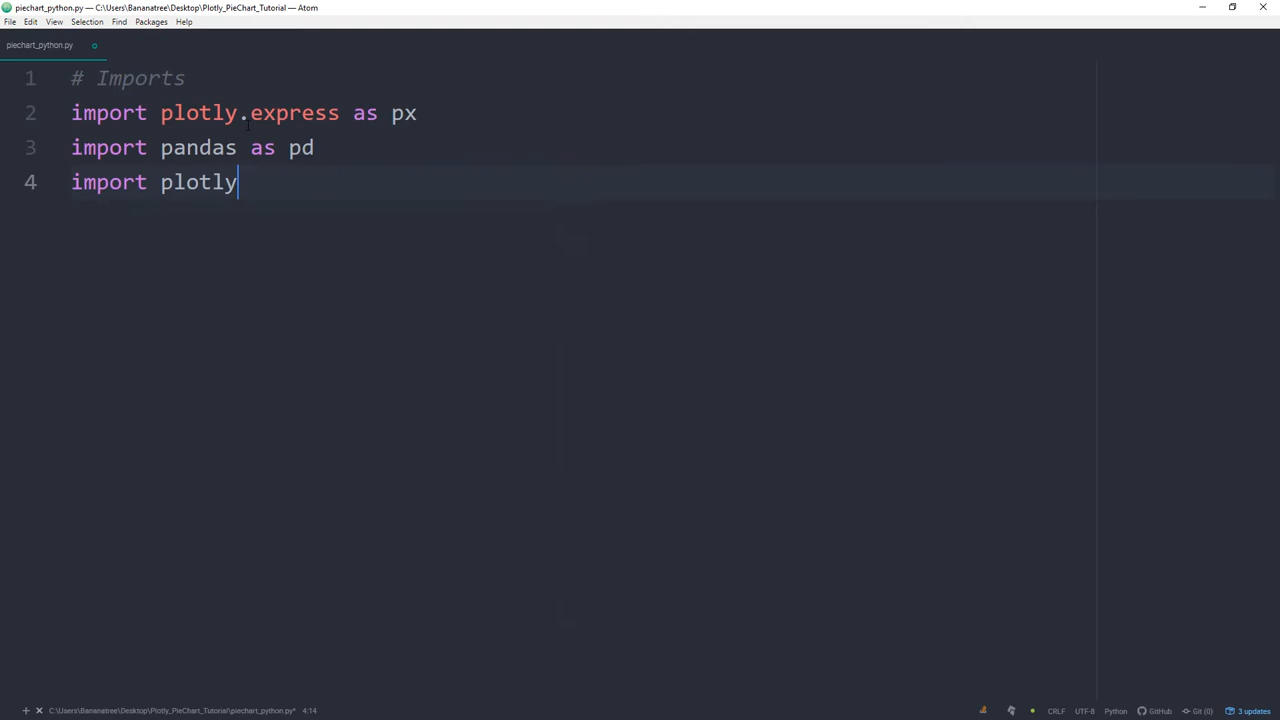 piechart_python.py — C:\Users\Bananatree\Desktop\Plotly_PieChart_Tutorial — Atom
File Edit View Selection Find Packages Help
piechart_python.py
1 # Imports
2 import plotly.express as px
3 import pandas as pd
4 import plotly
C:\Users\Bananatree\Desktop\Plotly_PieChart_Tutorial\piechart_python.py* 4:14 CRLF UTF-8 Python GitHub Git (0) 3 updates